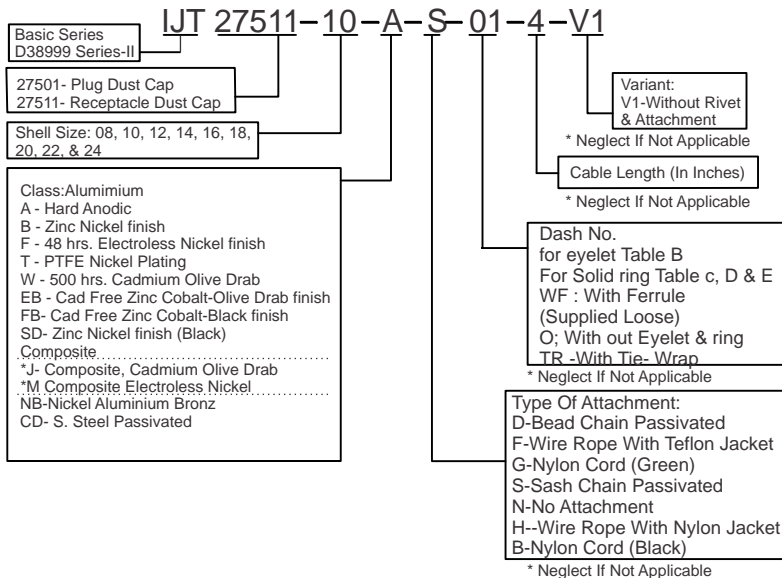 IJT 27511-10-A-S-01-4-V1
Basic Series
D38999 Series-II
27501- Plug Dust Cap
27511- Receptacle Dust Cap
Shell Size: 08, 10, 12, 14, 16, 18,
20, 22, & 24
Class:Alumimium
A - Hard Anodic
B - Zinc Nickel finish
F - 48 hrs. Electroless Nickel finish
T - PTFE Nickel Plating
W - 500 hrs. Cadmium Olive Drab
EB - Cad Free Zinc Cobalt-Olive Drab finish
FB- Cad Free Zinc Cobalt-Black finish
SD- Zinc Nickel finish (Black)
Composite
*J- Composite, Cadmium Olive Drab
*M Composite Electroless Nickel
NB-Nickel Aluminium Bronz
CD- S. Steel Passivated
Variant:
V1-Without Rivet
& Attachment
* Neglect If Not Applicable
Cable Length (In Inches)
* Neglect If Not Applicable
Dash No.
for eyelet Table B
For Solid ring Table c, D & E
WF : With Ferrule
(Supplied Loose)
O; With out Eyelet & ring
TR -With Tie- Wrap
* Neglect If Not Applicable
Type Of Attachment:
D-Bead Chain Passivated
F-Wire Rope With Teflon Jacket
G-Nylon Cord (Green)
S-Sash Chain Passivated
N-No Attachment
H--Wire Rope With Nylon Jacket
B-Nylon Cord (Black)
* Neglect If Not Applicable